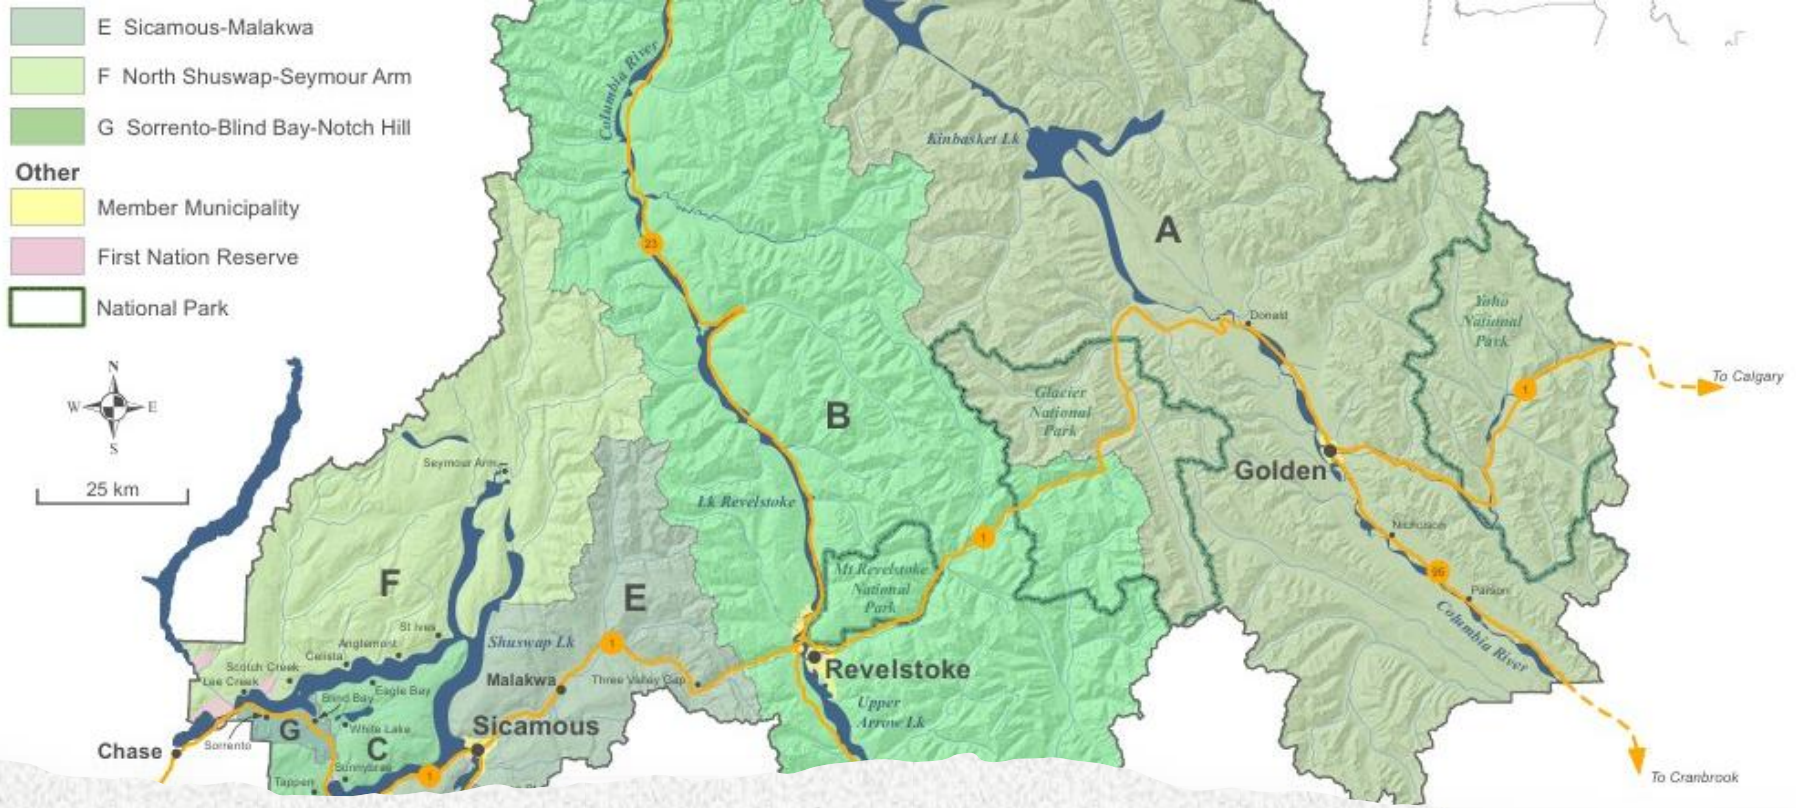 E Sicamous-Malakwa
F North Shuswap-Seymour Arm
G Sorrento-Blind Bay-Notch Hill
Other
Member Municipality
First Nation Reserve
National Park
N
W
E
S
25 km
Columbia River
23
Kinbasket Lk
A
Donald
Yoho
National
Park
1
To Calgary
Glacier
National
Park
B
Golden
Seymour Arm
Lk Revelstoke
1
Nicholson
95
Parson
Columbia River
Mt Revelstoke
National
Park
F
E
St Ives
Shuswap Lk
1
Anglemont
Celista
Scotch Creek
Lee Creek
Malakwa
Three Valley Gap
Revelstoke
Eagle Bay
Blind Bay
Upper
Arrow Lk
White Lake
Sicamous
G
C
Sorrento
Chase
Sunnybrae
1
Tappen
To Cranbrook